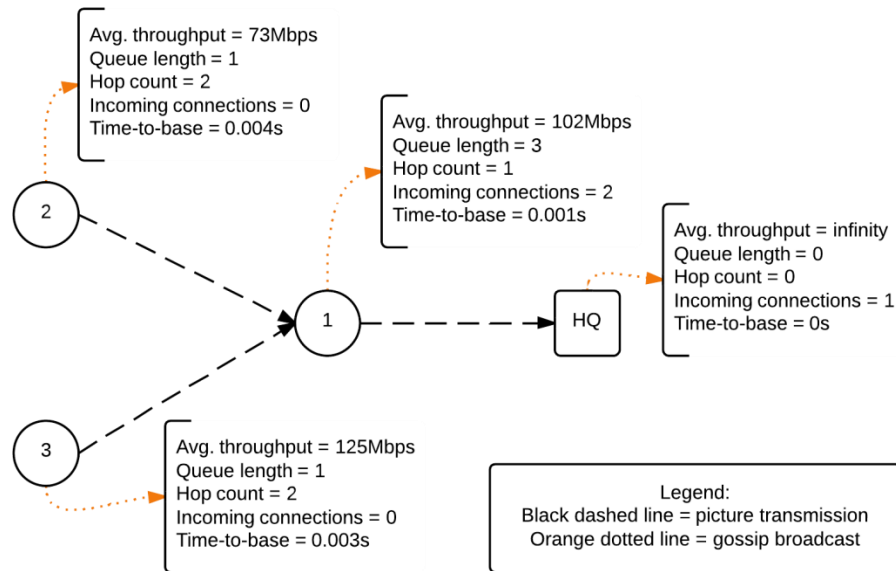 Avg. throughput = 73Mbps
Queue length = 1
Hop count = 2
Incoming connections = 0
Time-to-base = 0.004s
Avg. throughput = 102Mbps
Queue length = 3
Hop count = 1
Incoming connections = 2
Time-to-base = 0.001s
2
Avg. throughput = infinity
Queue length = 0
Hop count = 0
Incoming connections = 1
Time-to-base = 0s
1
HQ
3
Avg. throughput = 125Mbps
Queue length = 1
Hop count = 2
Incoming connections = 0
Time-to-base = 0.003s
Legend:
Black dashed line = picture transmission
Orange dotted line = gossip broadcast